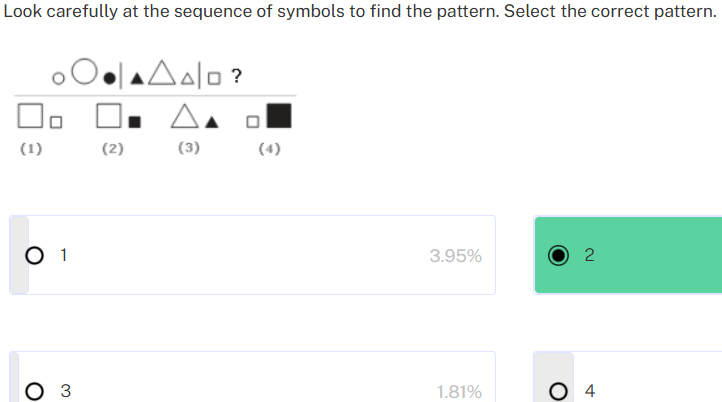 Look carefully at the sequence of symbols to find the pattern. Select the correct pattern.
?
(1) (2) (3) (4)
1 3.95% 2
3 1.81% 4